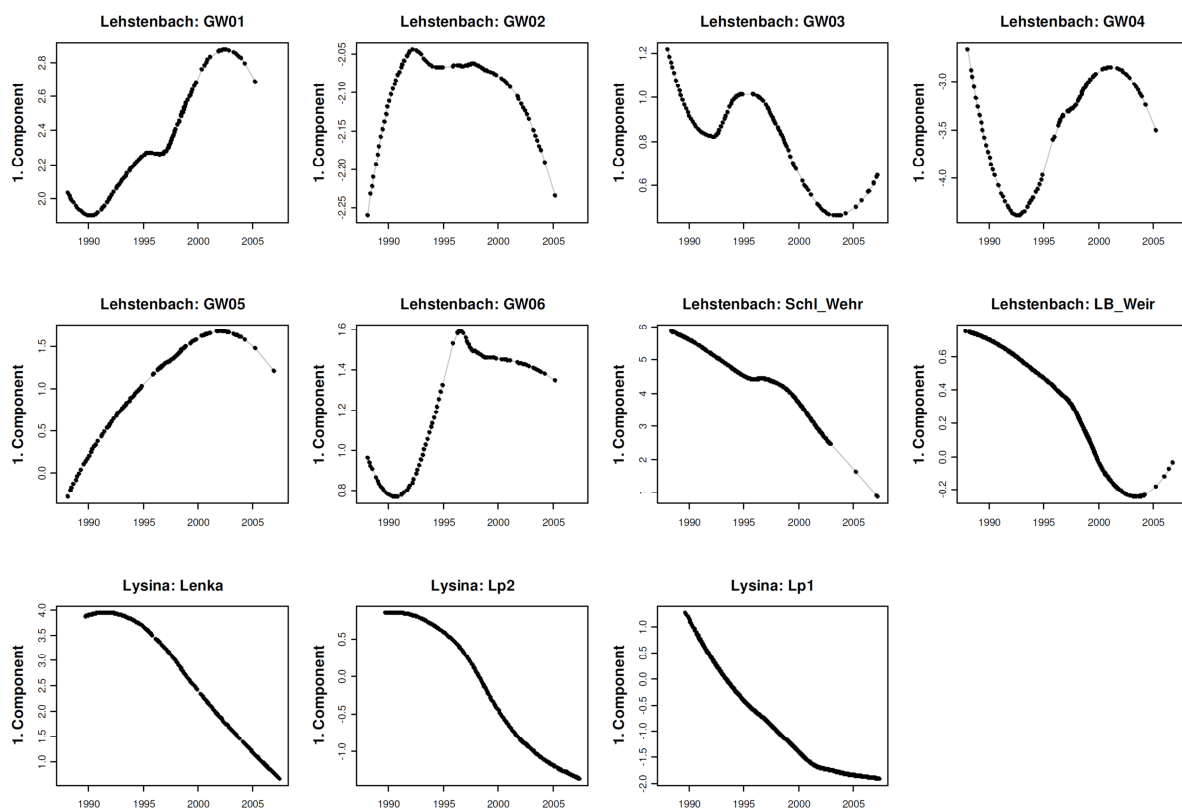 Lehstenbach: GW01
1. Component
2.0 2.2 2.4 2.6 2.8
1990 1995 2000 2005
Lehstenbach: GW02
1. Component
-2.25 -2.20 -2.15 -2.10 -2.05
1990 1995 2000 2005
Lehstenbach: GW03
1. Component
0.6 0.8 1.0 1.2
1990 1995 2000 2005
Lehstenbach: GW04
1. Component
-4.0 -3.5 -3.0
1990 1995 2000 2005
Lehstenbach: GW05
1. Component
0.0 0.5 1.0 1.5
1990 1995 2000 2005
Lehstenbach: GW06
1. Component
0.8 1.0 1.2 1.4 1.6
1990 1995 2000 2005
Lehstenbach: Schl_Wehr
1. Component
1 2 3 4 5 6
1990 1995 2000 2005
Lehstenbach: LB_Weir
1. Component
-0.2 0.0 0.2 0.4 0.6
1990 1995 2000 2005
Lysina: Lenka
1. Component
1.0 1.5 2.0 2.5 3.0 3.5 4.0
1990 1995 2000 2005
Lysina: Lp2
1. Component
-1.0 -0.5 0.0 0.5
1990 1995 2000 2005
Lysina: Lp1
1. Component
-2.0 -1.5 -1.0 -0.5 0.0 0.5 1.0
1990 1995 2000 2005